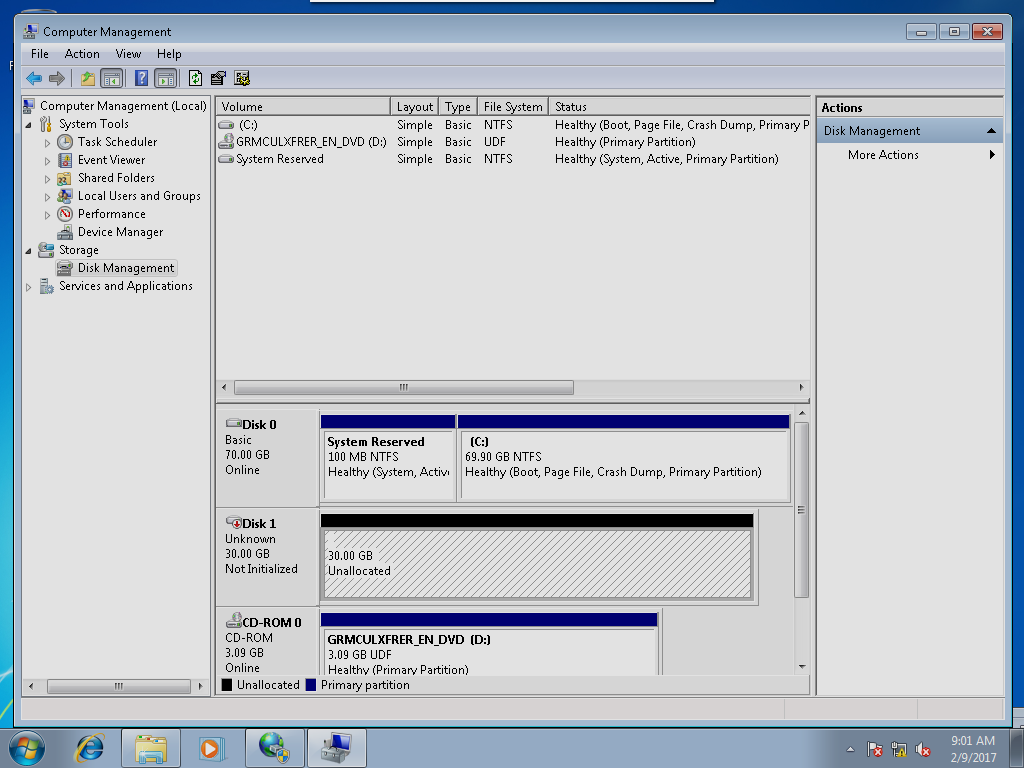 Computer Management
File Action View Help
Computer Management (Local)
System Tools
Task Scheduler
Event Viewer
Shared Folders
Local Users and Groups
Performance
Device Manager
Storage
Disk Management
Services and Applications
Volume Layout Type File System Status
(C:) Simple Basic NTFS Healthy (Boot, Page File, Crash Dump, Primary P
GRMCULXFRER_EN_DVD (D:) Simple Basic UDF Healthy (Primary Partition)
System Reserved Simple Basic NTFS Healthy (System, Active, Primary Partition)
Disk 0
Basic
70.00 GB
Online
System Reserved
100 MB NTFS
Healthy (System, Activ
(C:)
69.90 GB NTFS
Healthy (Boot, Page File, Crash Dump, Primary Partition)
Disk 1
Unknown
30.00 GB
Not Initialized
30.00 GB
Unallocated
CD-ROM 0
CD-ROM
3.09 GB
Online
GRMCULXFRER_EN_DVD (D:)
3.09 GB UDF
Healthy (Primary Partition)
Unallocated Primary partition
Actions
Disk Management
More Actions
9:01 AM
2/9/2017